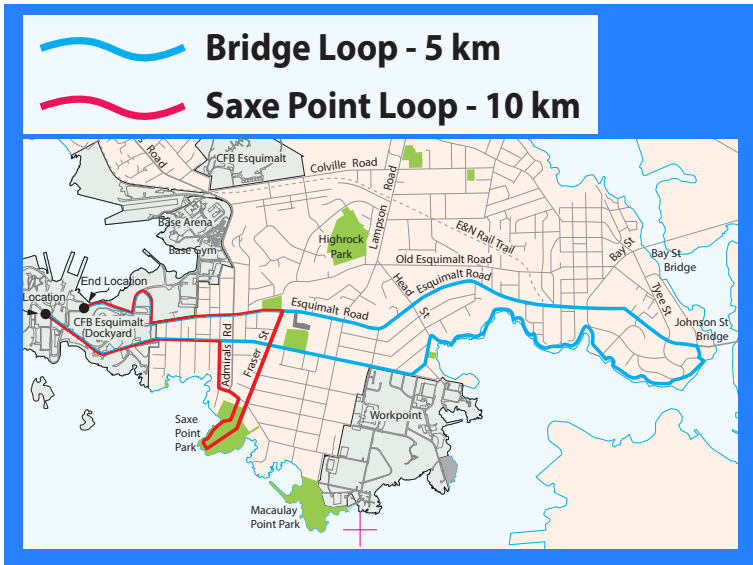 Bridge Loop - 5 km
Saxe Point Loop - 10 km
s Road
CFB Esquimalt
Colville Road
Lampson Road
Base Arena
Base Gym
Highrock
Park
E&N Rail Trail
Old Esquimalt Road
Bay St
Bay St
Bridge
Tyee St
Head St
Esquimalt Road
End Location
Location
Esquimalt Road
CFB Esquimalt
(Dockyard
Johnson St
Bridge
Admirals Rd
Fraser St
Saxe
Point
Park
Workpoint
Macaulay
Point Park